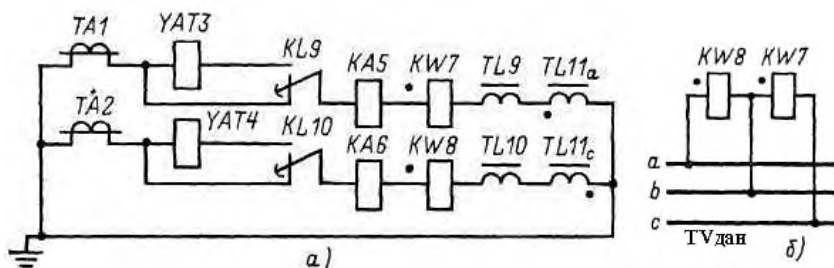 TA1 YAT3 KL9 KA5 KW7 TL9 TL11a
TA2 YAT4 KL10 KA6 KW8 TL10 TL11c
а)
KW8 KW7
a
b
c
TVдан
б)